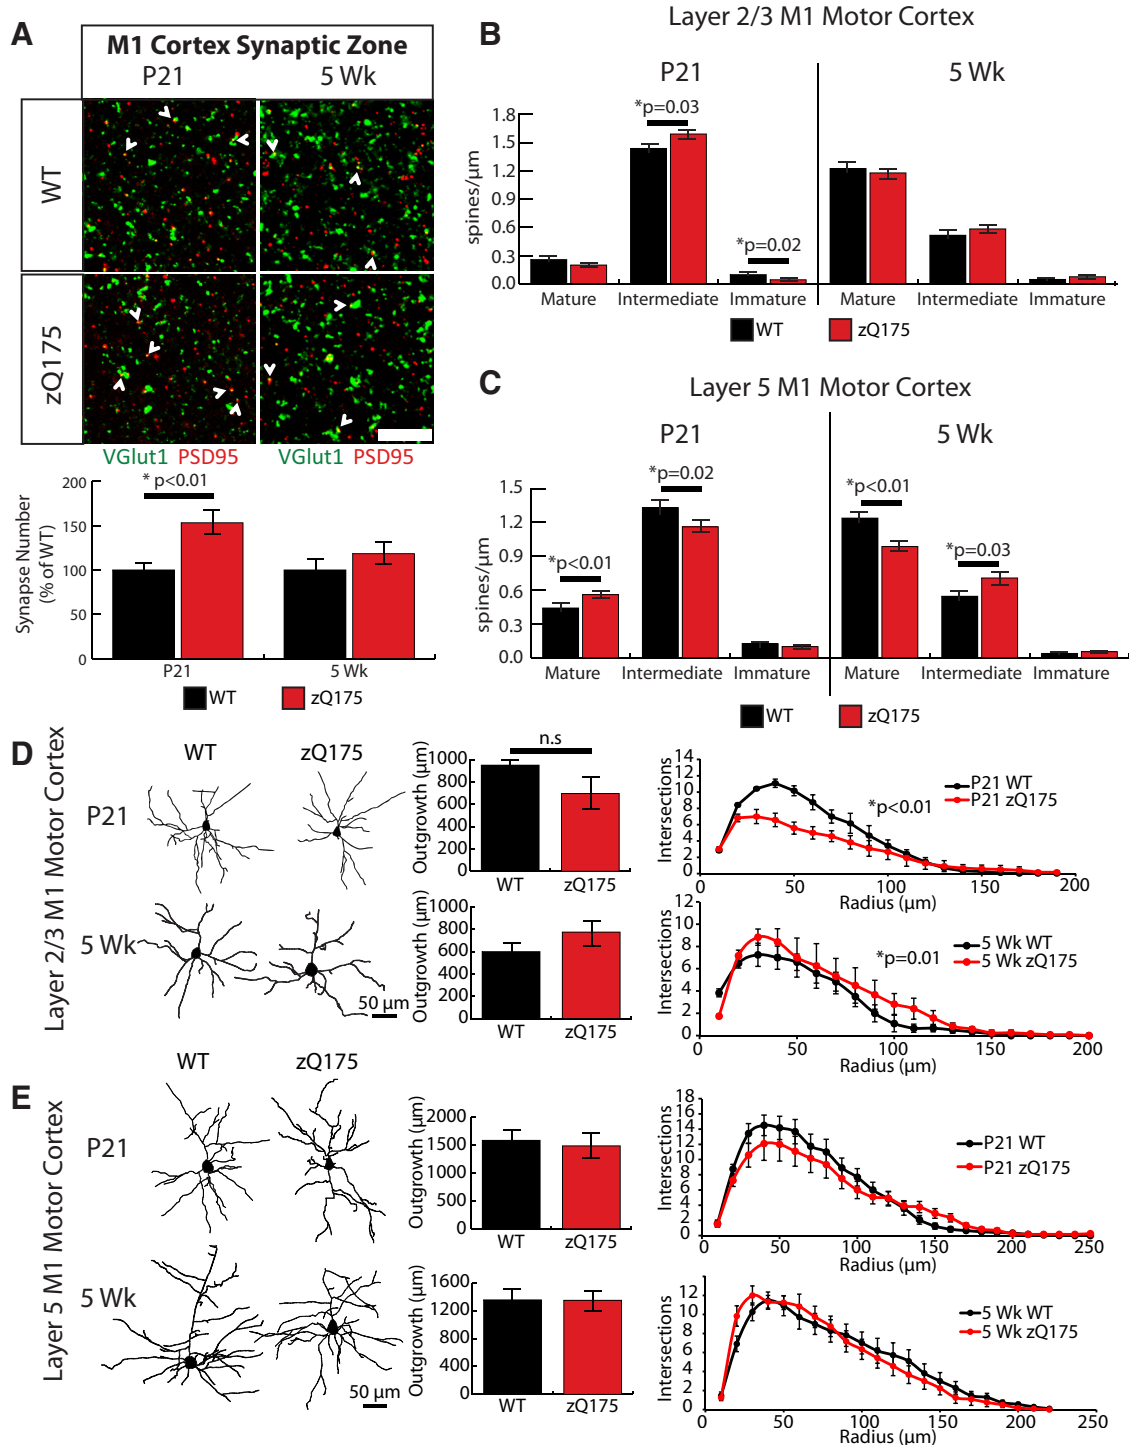 A
M1 Cortex Synaptic Zone
P21 5 Wk
WT
zQ175
VGlut1 PSD95 VGlut1 PSD95
Synapse Number
(% of WT)
200
150
100
50
0
* p<0.01
P21 5 Wk
WT zQ175
B
Layer 2/3 M1 Motor Cortex
P21 5 Wk
spines/µm
1.8
1.5
1.2
0.9
0.6
0.3
0.0
*p=0.03
*p=0.02
Mature Intermediate Immature Mature Intermediate Immature
WT zQ175
C
Layer 5 M1 Motor Cortex
P21 5 Wk
spines/µm
1.5
1.2
0.9
0.6
0.3
0.0
*p<0.01
*p=0.02
*p<0.01
*p=0.03
Mature Intermediate Immature Mature Intermediate Immature
WT zQ175
D
Layer 2/3 M1 Motor Cortex
WT zQ175
P21
5 Wk
50 µm
Outgrowth (µm)
1000
800
600
400
200
0
n.s
WT zQ175
Outgrowth (µm)
1000
800
600
400
200
0
WT zQ175
Intersections
14
12
10
8
6
4
2
0
P21 WT
P21 zQ175
*p<0.01
0 50 100 150 200
Radius (µm)
Intersections
12
10
8
6
4
2
0
5 Wk WT
5 Wk zQ175
*p=0.01
0 50 100 150 200
Radius (µm)
E
Layer 5 M1 Motor Cortex
WT zQ175
P21
5 Wk
50 µm
Outgrowth (µm)
2000
1500
1000
500
0
WT zQ175
Outgrowth (µm)
1600
1200
800
400
0
WT zQ175
Intersections
18
16
14
12
10
8
6
4
2
0
P21 WT
P21 zQ175
0 50 100 150 200 250
Radius (µm)
Intersections
12
10
8
6
4
2
0
5 Wk WT
5 Wk zQ175
0 50 100 150 200 250
Radius (µm)